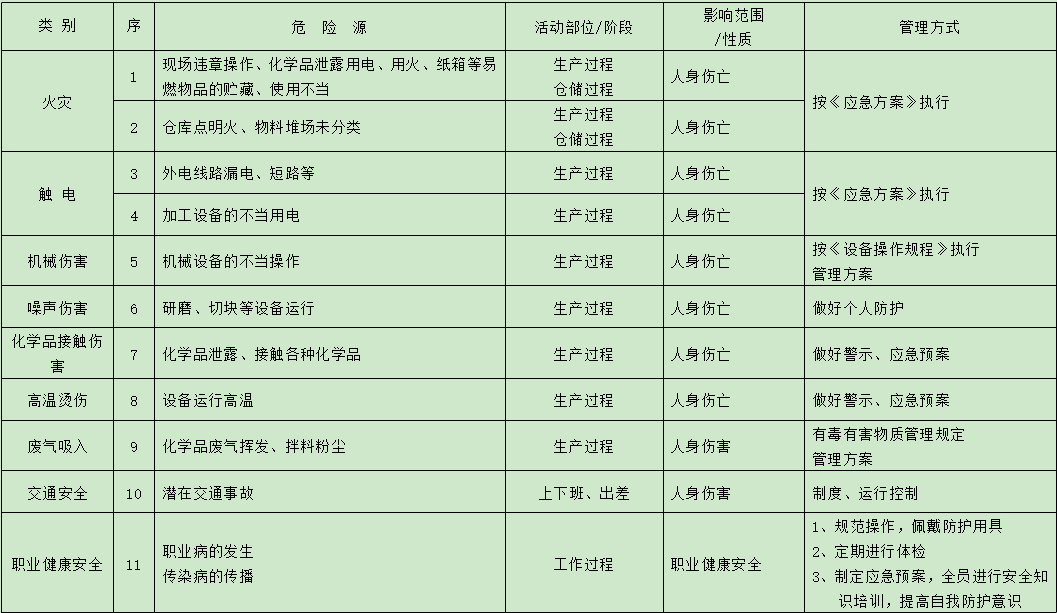 类 别 序 危 险 源 活动部位/阶段 影响范围/性质 管理方式
火灾
1 现场违章操作、化学品泄露用电、用火、纸箱等易
燃物品的贮藏、使用不当
生产过程
仓储过程
人身伤亡
按《应急方案》执行
2 仓库点明火、物料堆场未分类
生产过程
仓储过程
人身伤亡
触 电
3 外电线路漏电、短路等 生产过程 人身伤亡
按《应急方案》执行
4 加工设备的不当用电 生产过程 人身伤亡
机械伤害 5 机械设备的不当操作 生产过程 人身伤亡
按《设备操作规程》执行
管理方案
噪声伤害 6 研磨、切块等设备运行 生产过程 人身伤亡 做好个人防护
化学品接触伤
害
7 化学品泄露、接触各种化学品 生产过程 人身伤亡 做好警示、应急预案
高温烫伤 8 设备运行高温 生产过程 人身伤亡 做好警示、应急预案
废气吸入 9 化学品废气挥发、拌料粉尘 生产过程 人身伤害
有毒有害物质管理规定
管理方案
交通安全 10 潜在交通事故 上下班、出差 人身伤害 制度、运行控制
职业健康安全 11
职业病的发生
传染病的传播
工作过程 职业健康安全
1、规范操作，佩戴防护用具
2、定期进行体检
3、制定应急预案，全员进行安全知
识培训，提高自我防护意识